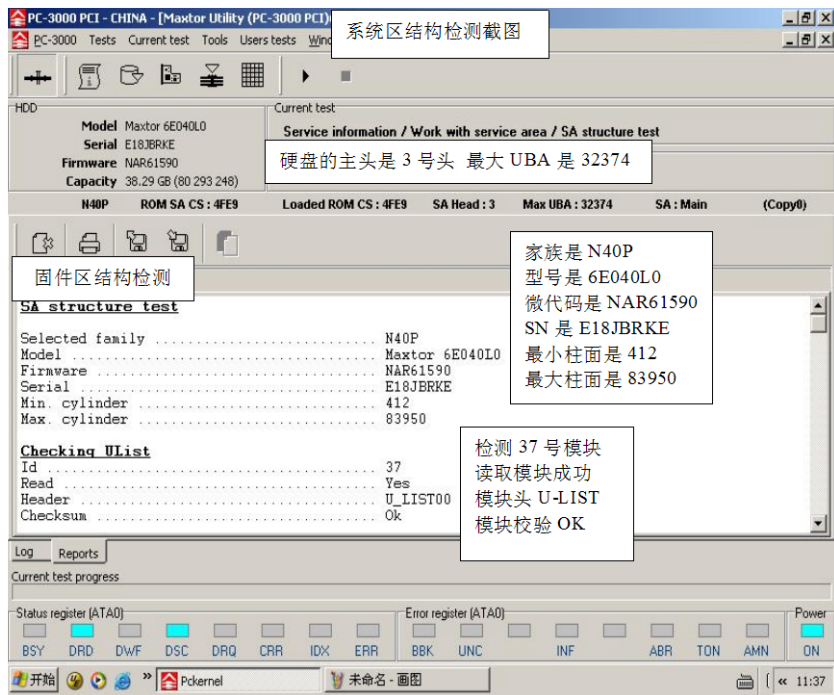 PC-3000 PCI - CHINA - [Maxtor Utility (PC-3000 PCI)
系统区结构检测截图
PC-3000 Tests Current test Tools Users tests
HDD
Model Maxtor 6E040L0
Serial E18JBRKE
Firmware NAR61590
Capacity 38.29 GB (80 293 248)
Current test
Service information / Work with service area / SA structure test
硬盘的主头是 3 号头 最大 UBA 是 32374
N40P ROM SA CS : 4FE9 Loaded ROM CS : 4FE9 SA Head : 3 Max UBA : 32374 SA : Main (Copy0)
固件区结构检测
家族是 N40P
型号是 6E040L0
微代码是 NAR61590
SN 是 E18JBRKE
最小柱面是 412
最大柱面是 83950
SA structure test
Selected family ........................ N40P
Model ........................ Maxtor 6E040L0
Firmware ........................ NAR61590
Serial ........................ E18JBRKE
Min. cylinder ........................ 412
Max. cylinder ........................ 83950
Checking UList
Id ........................ 37
Read ........................ Yes
Header ........................ U_LIST00
Checksum ........................ Ok
检测 37 号模块
读取模块成功
模块头 U-LIST
模块校验 OK
Log Reports
Current test progress
Status register (ATA0)
BSY DRD DWF DSC DRQ CRR IDX ERR
Error register (ATA0)
BBK UNC INF ABR TON AMN
Power
ON
开始 » Pckernel 未命名 - 画图 « 11:37